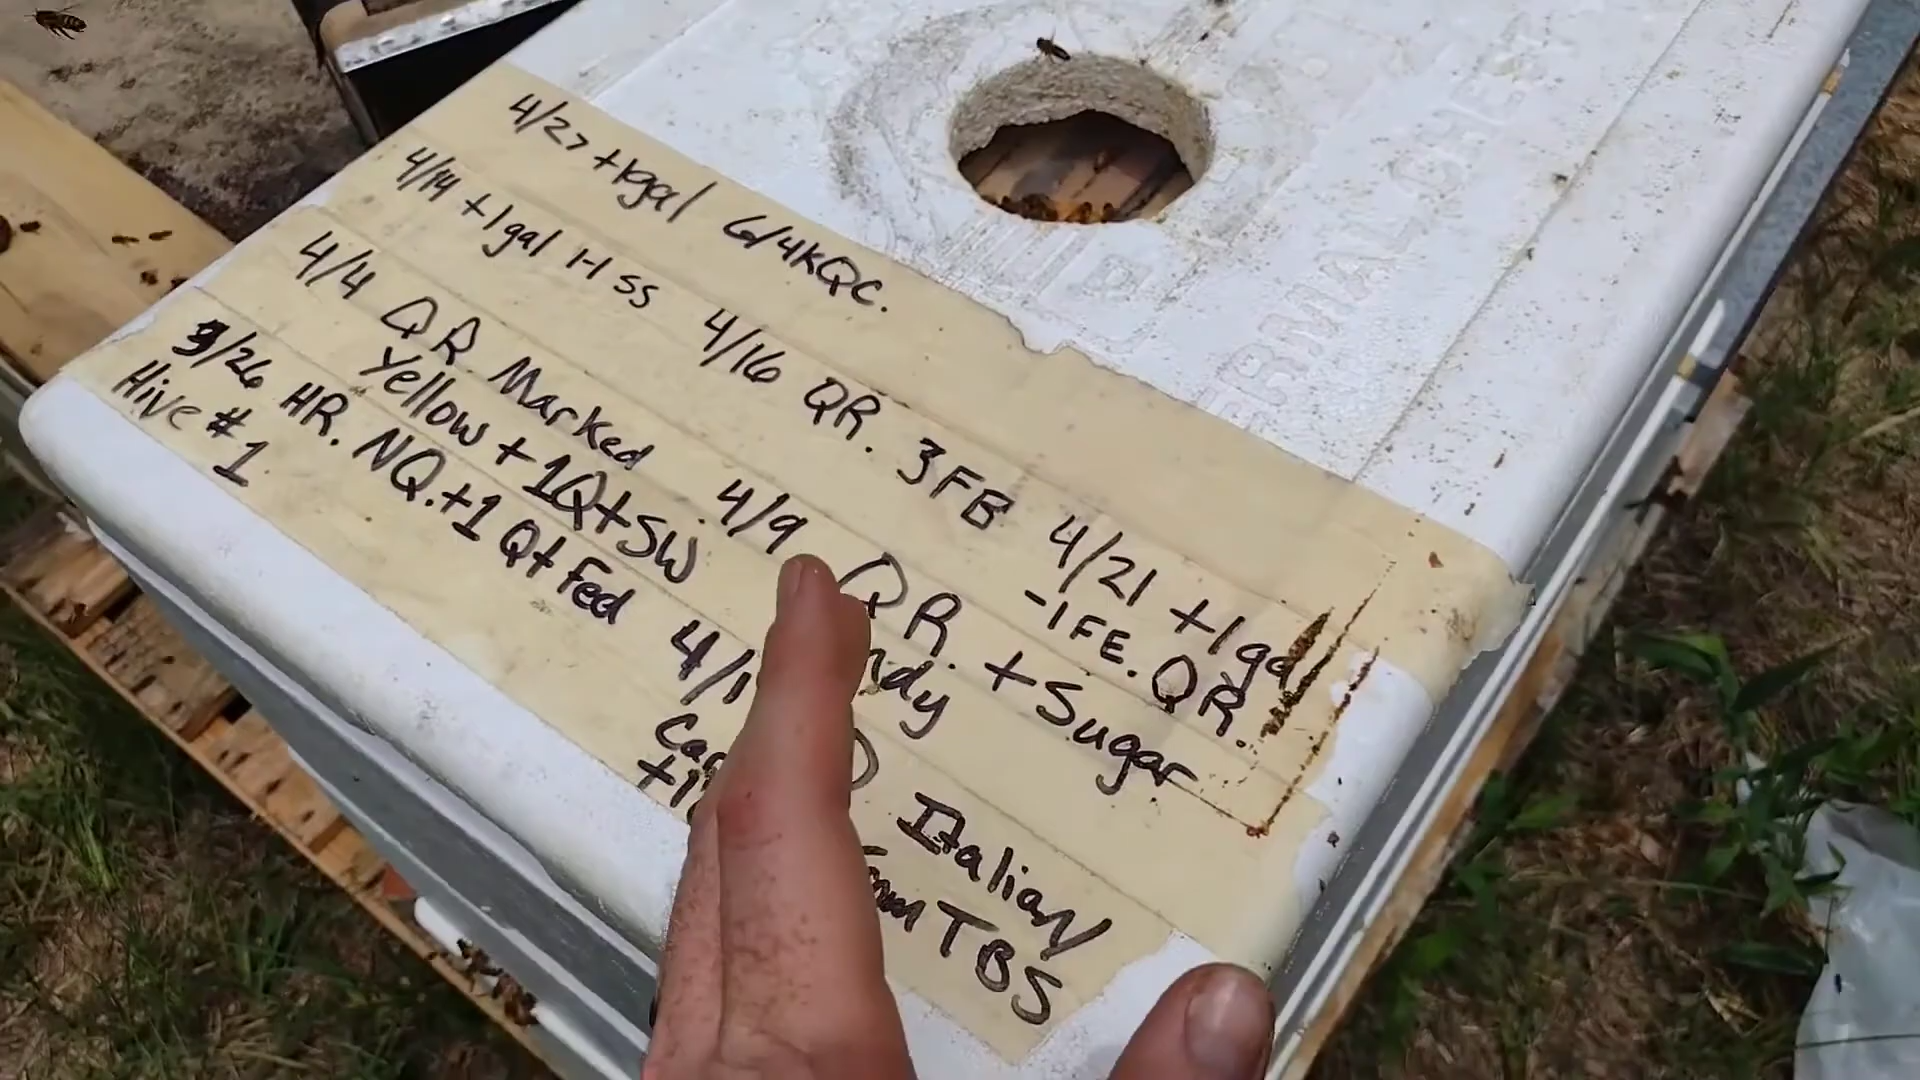 4/27 +1gal 6/4KQC.
4/14 +1gal 1-1 SS 4/16 QR. 3FB 4/21 +1gal
-1FE. QR.
4/4 QR. Marked 4/9 QR. + Sugar
Yellow + 1Q+SW
3/26 HR. NQ.+1 Q+Fed Italian/
Hive #1 TBS